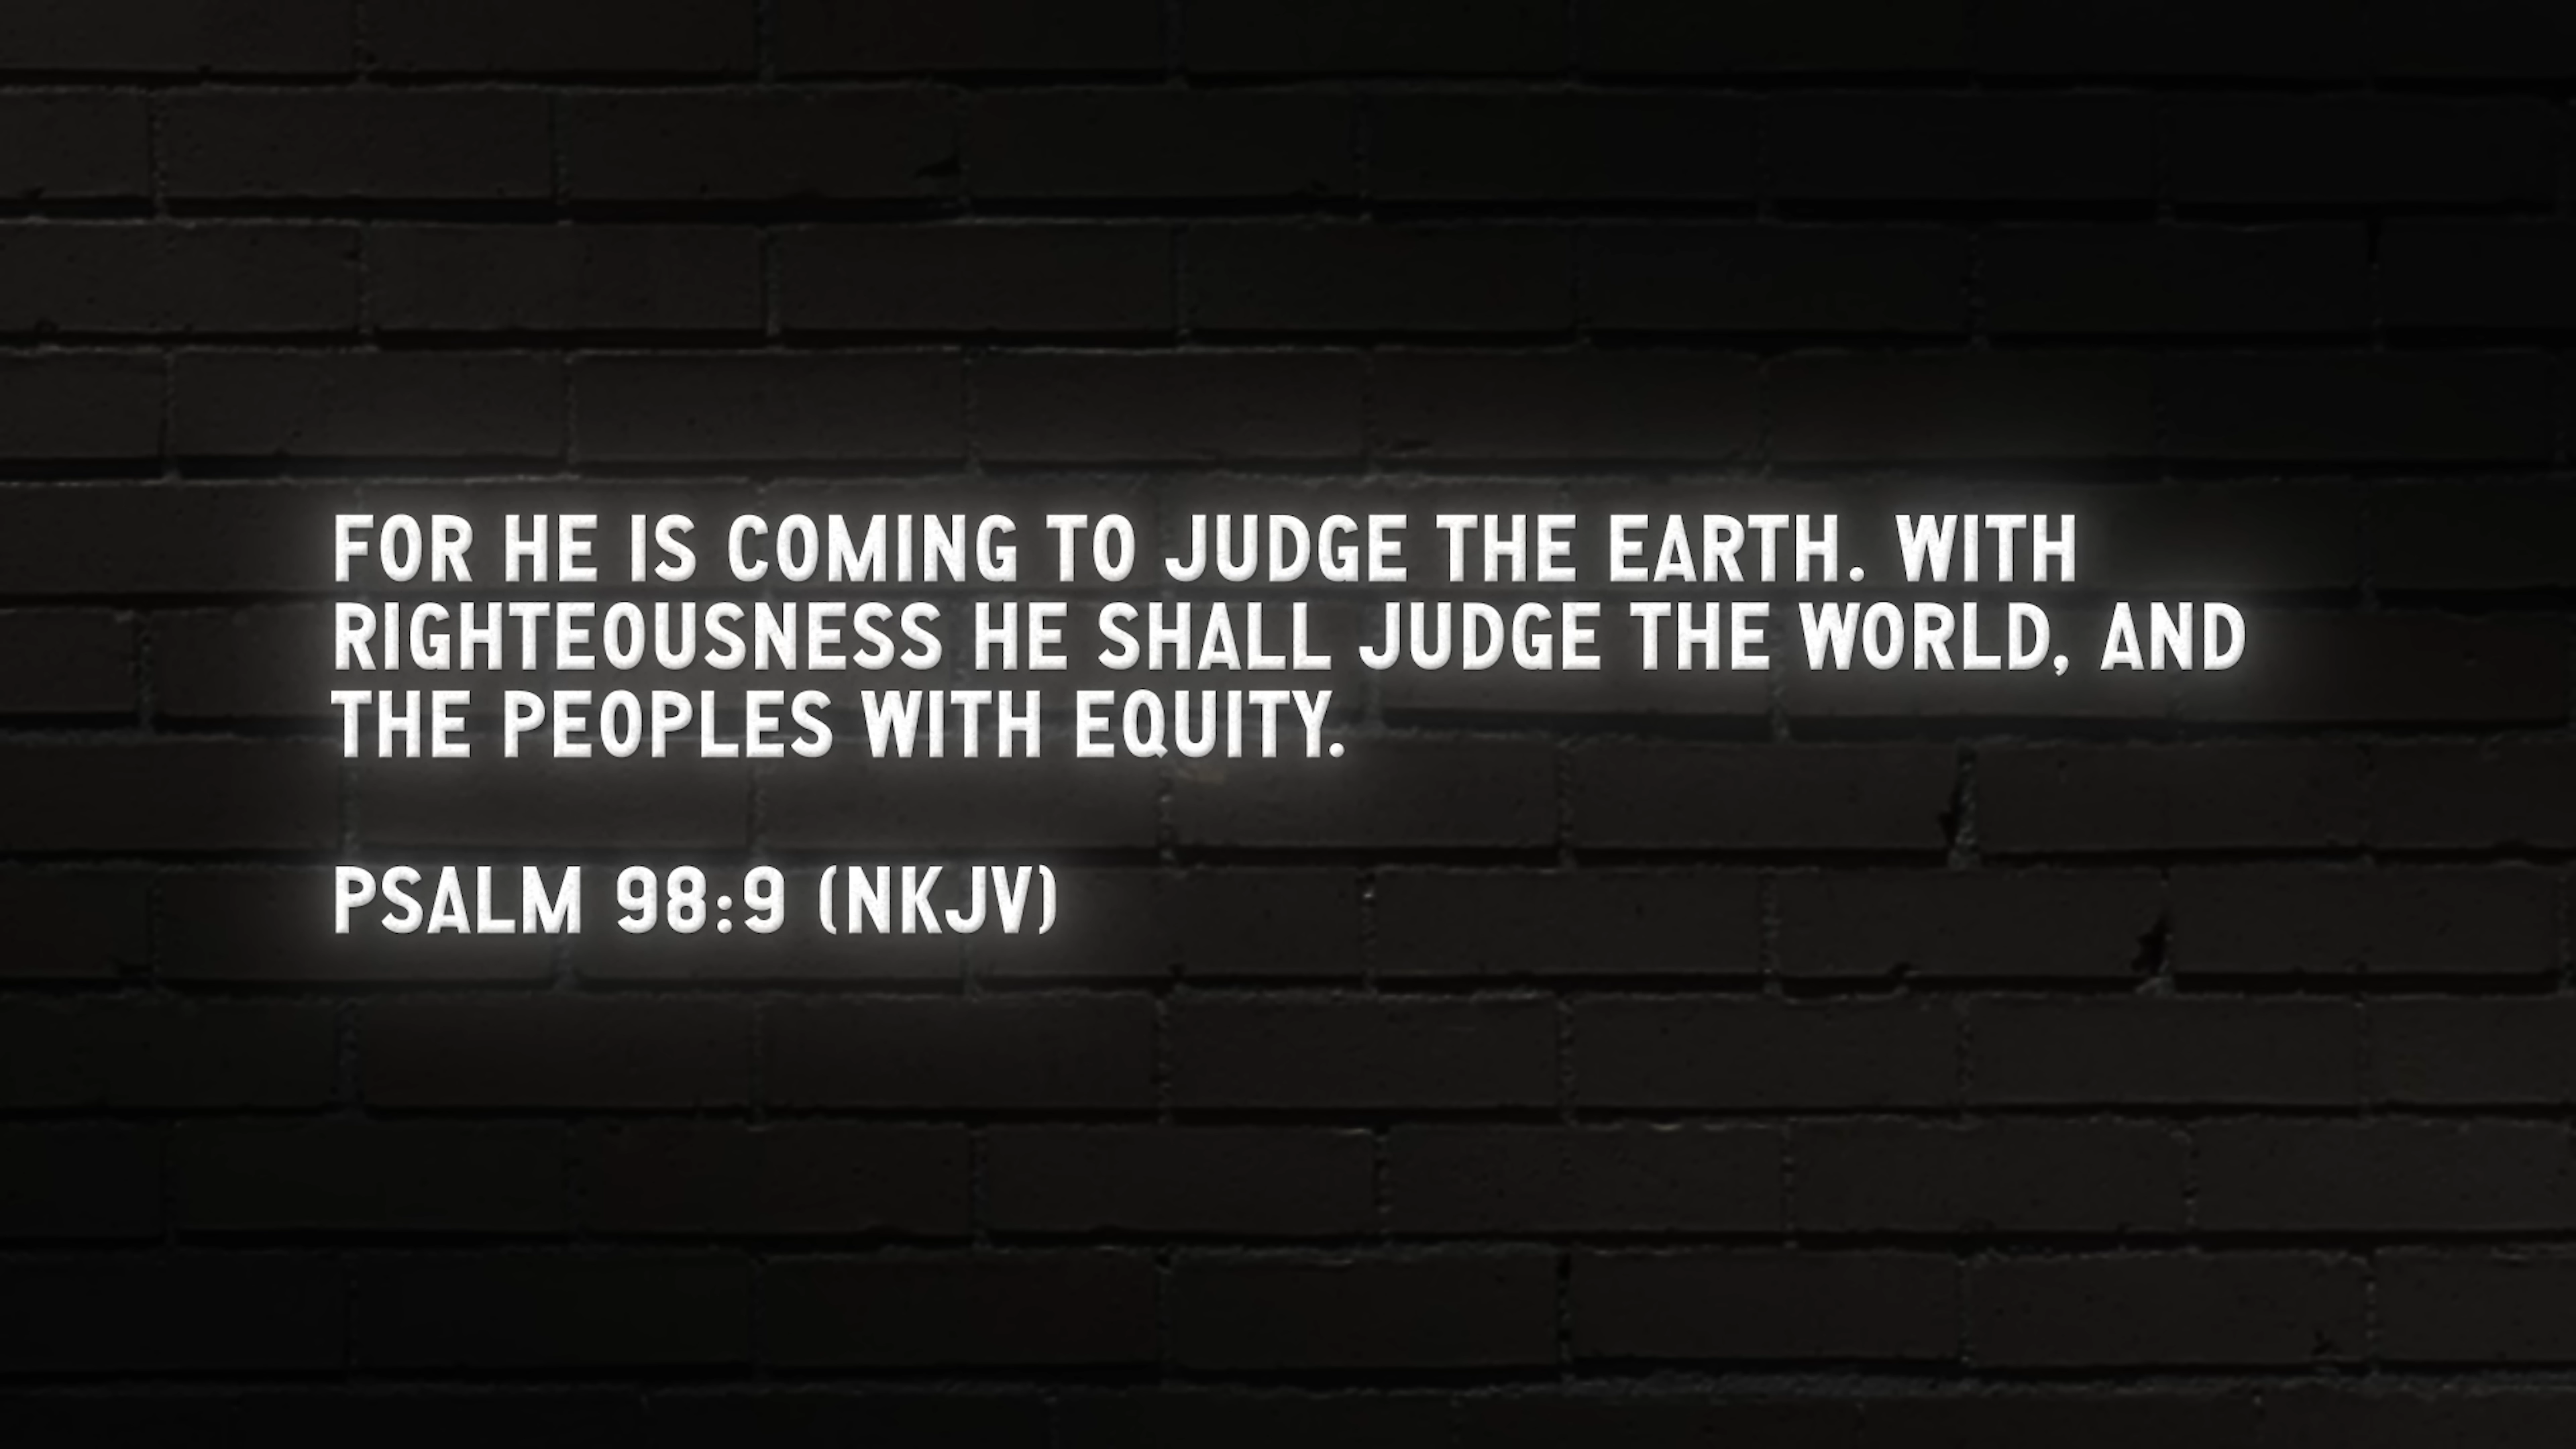 FOR HE IS COMING TO JUDGE THE EARTH. WITH
RIGHTEOUSNESS HE SHALL JUDGE THE WORLD, AND
THE PEOPLES WITH EQUITY.
PSALM 98:9 (NKJV)